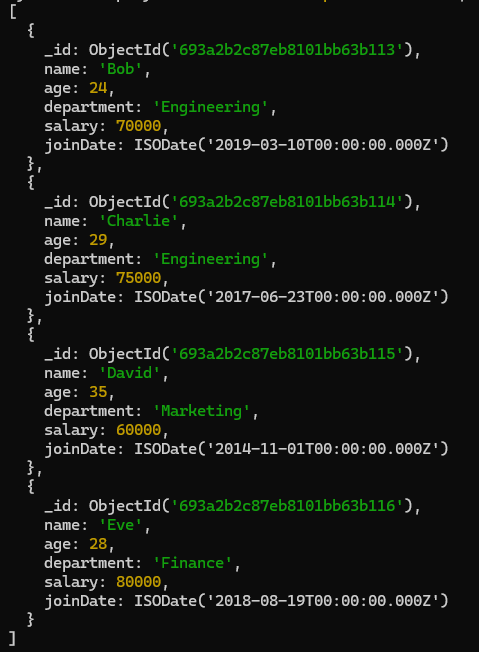 [
  {
    _id: ObjectId('693a2b2c87eb8101bb63b113'),
    name: 'Bob',
    age: 24,
    department: 'Engineering',
    salary: 70000,
    joinDate: ISODate('2019-03-10T00:00:00.000Z')
  },
  {
    _id: ObjectId('693a2b2c87eb8101bb63b114'),
    name: 'Charlie',
    age: 29,
    department: 'Engineering',
    salary: 75000,
    joinDate: ISODate('2017-06-23T00:00:00.000Z')
  },
  {
    _id: ObjectId('693a2b2c87eb8101bb63b115'),
    name: 'David',
    age: 35,
    department: 'Marketing',
    salary: 60000,
    joinDate: ISODate('2014-11-01T00:00:00.000Z')
  },
  {
    _id: ObjectId('693a2b2c87eb8101bb63b116'),
    name: 'Eve',
    age: 28,
    department: 'Finance',
    salary: 80000,
    joinDate: ISODate('2018-08-19T00:00:00.000Z')
  }
]